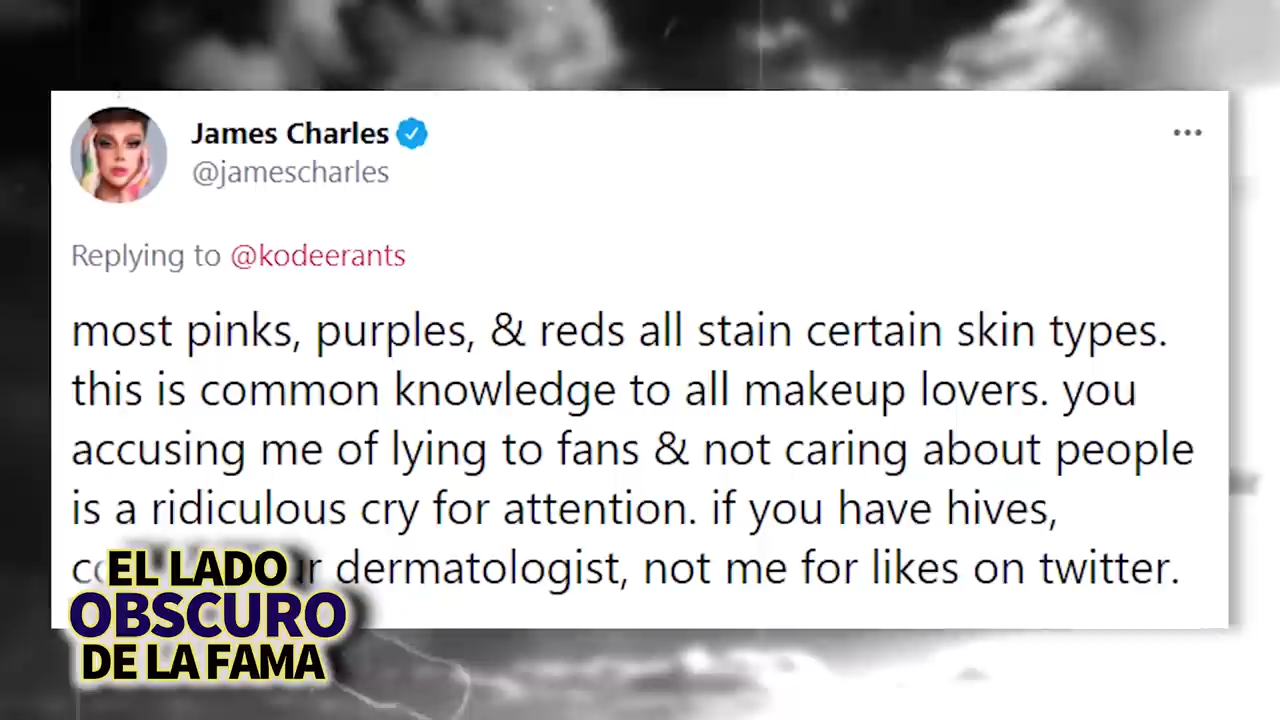 James Charles
@jamescharles
Replying to @kodeerants
most pinks, purples, & reds all stain certain skin types.
this is common knowledge to all makeup lovers. you
accusing me of lying to fans & not caring about people
is a ridiculous cry for attention. if you have hives,
dermatologist, not me for likes on twitter.
EL LADO
OBSCURO
DE LA FAMA